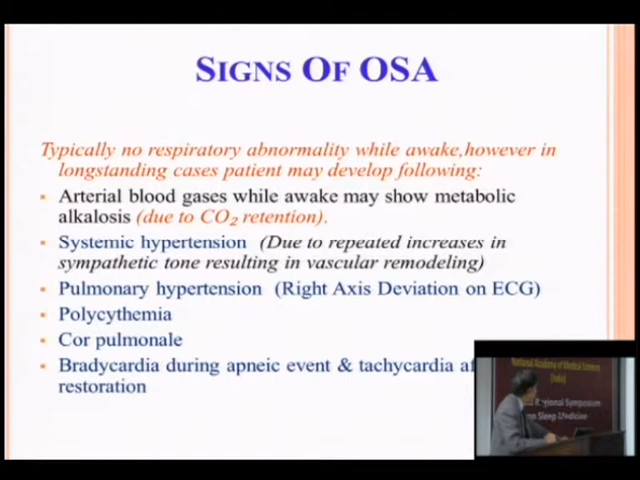 SIGNS OF OSA
Typically no respiratory abnormality while awake,however in
longstanding cases patient may develop following:
Arterial blood gases while awake may show metabolic
alkalosis (due to CO₂ retention).
Systemic hypertension (Due to repeated increases in
sympathetic tone resulting in vascular remodeling)
Pulmonary hypertension (Right Axis Deviation on ECG)
Polycythemia
Cor pulmonale
Bradycardia during apneic event & tachycardia
restoration
National Academy of Medical Sciences
(India)
Regional Symposium
on Sleep Medicine